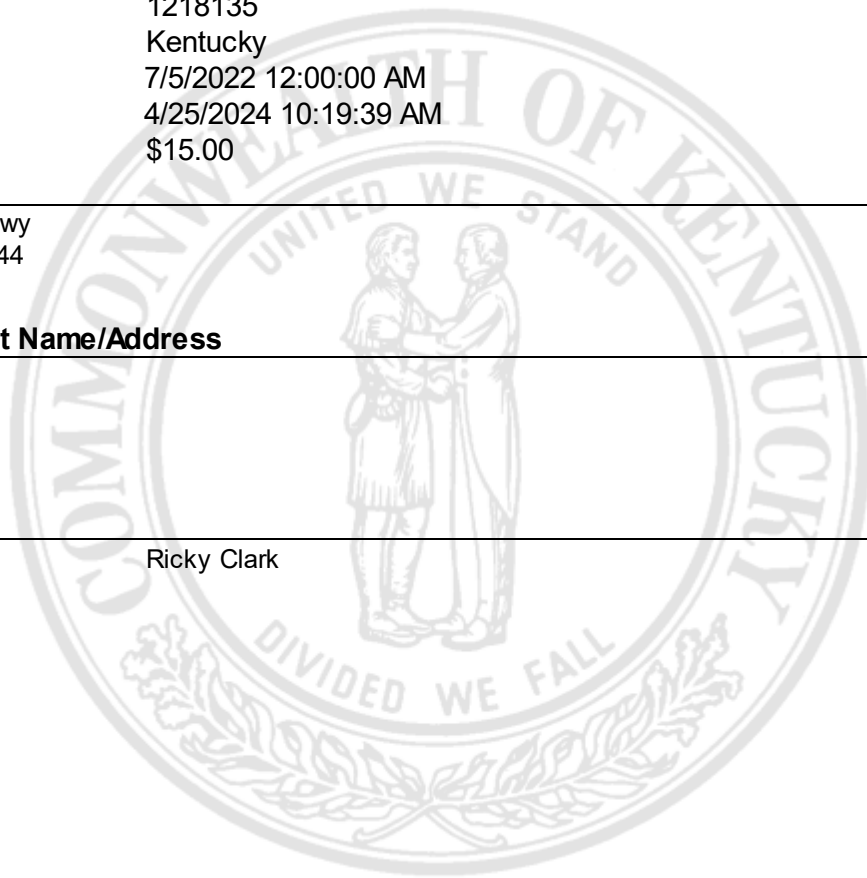 1218135
Kentucky
7/5/2022 12:00:00 AM
4/25/2024 10:19:39 AM
$15.00
wy
44
t Name/Address
Ricky Clark
COMMONWEALTH OF KENTUCKY
UNITED WE STAND
DIVIDED WE FALL